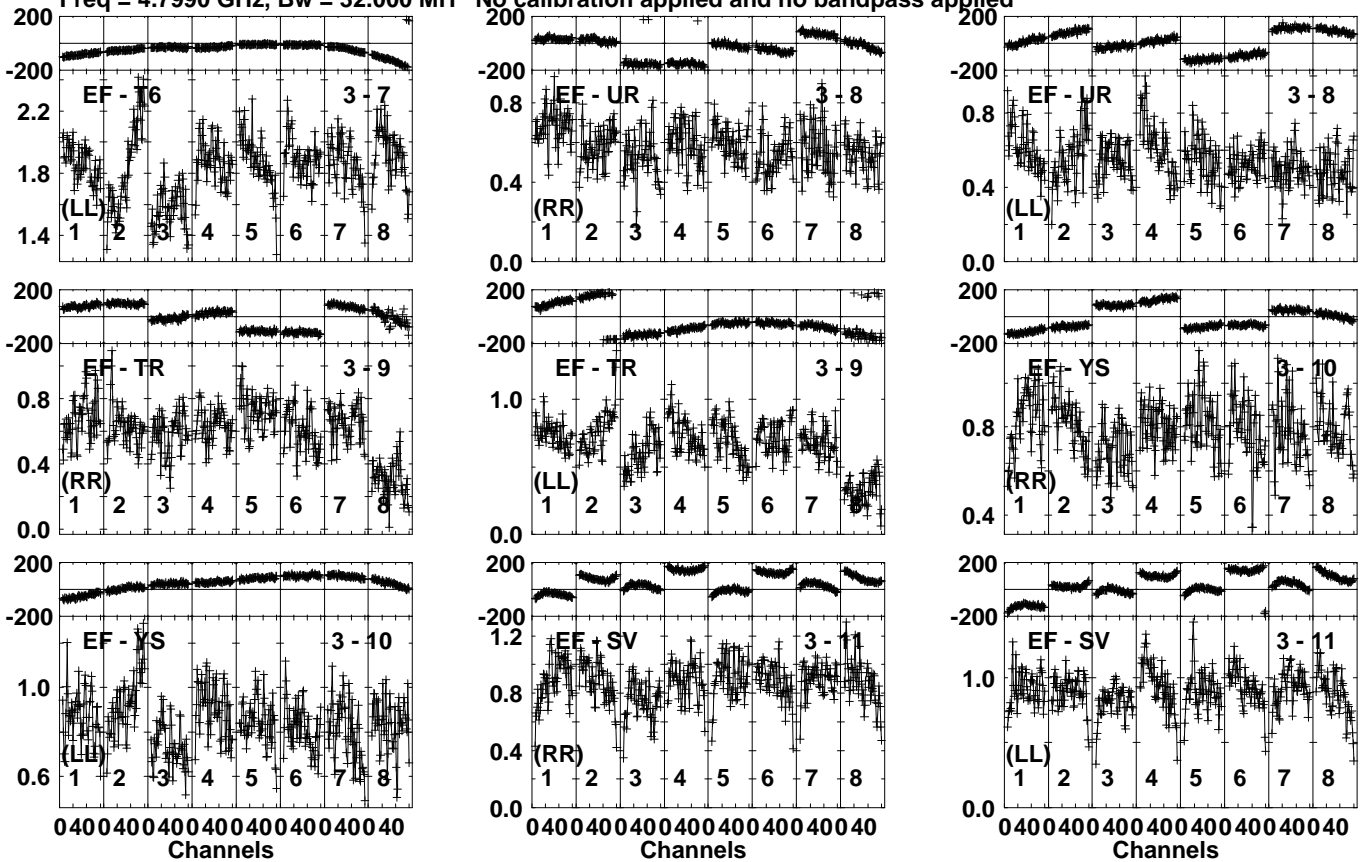 Freq = 4.7990 GHz, Bw = 32.000 MH No calibration applied and no bandpass applied
200 200 200
-200 -200 -200
EF - T6 3 - 7 EF - UR 3 - 8 EF - UR 3 - 8
2.2 0.8 0.8
1.8 0.4 0.4
(LL) (RR) (LL)
1.4
1 2 3 4 5 6 7 8 1 2 3 4 5 6 7 8 1 2 3 4 5 6 7 8
0.0 0.0
200 200 200
-200 -200 -200
EF - TR 3 - 9 EF - TR 3 - 9 EF - YS 3 - 10
0.8 1.0 0.8
0.4
(RR) (LL) (RR)
1 2 3 4 5 6 7 8 1 2 3 4 5 6 7 8 1 2 3 4 5 6 7 8
0.4
0.0 0.0
200 200 200
-200 -200 -200
EF - YS 3 - 10 EF - SV 3 - 11 EF - SV 3 - 11
1.2
1.0 0.8 1.0
(LL) (RR) (LL)
0.6 0.4
1 2 3 4 5 6 7 8 1 2 3 4 5 6 7 8 1 2 3 4 5 6 7 8
0.0 0.0
0 40 0 40 0 40 0 40 0 40 0 40 0 40 0 40 0 40 0 40 0 40 0 40 0 40 0 40 0 40 0 40 0 40 0 40 0 40 0 40 0 40 0 40 0 40 0 40
Channels Channels Channels